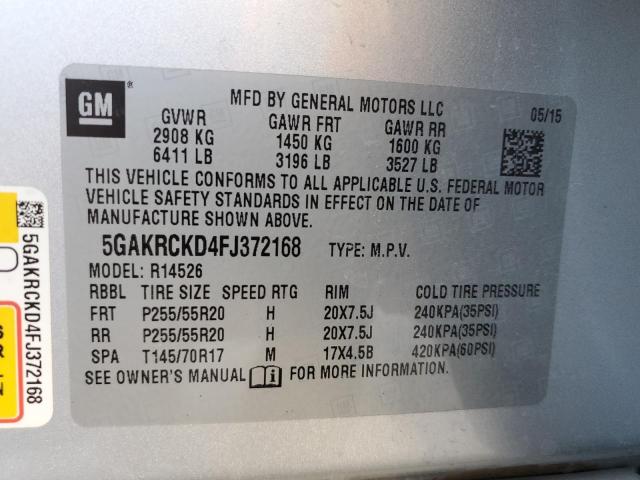 GM
MFD BY GENERAL MOTORS LLC
05/15
GVWR GAWR FRT GAWR RR
2908 KG 1450 KG 1600 KG
6411 LB 3196 LB 3527 LB
THIS VEHICLE CONFORMS TO ALL APPLICABLE U.S. FEDERAL MOTOR
VEHICLE SAFETY STANDARDS IN EFFECT ON THE DATE OF
MANUFACTURE SHOWN ABOVE.
5GAKRCKD4FJ372168 TYPE: M.P.V.
MODEL: R14526
RBBL TIRE SIZE SPEED RTG RIM COLD TIRE PRESSURE
FRT P255/55R20 H 20X7.5J 240KPA(35PSI)
RR P255/55R20 H 20X7.5J 240KPA(35PSI)
SPA T145/70R17 M 17X4.5B 420KPA(60PSI)
SEE OWNER'S MANUAL FOR MORE INFORMATION.
5GAKRCKD4FJ372168